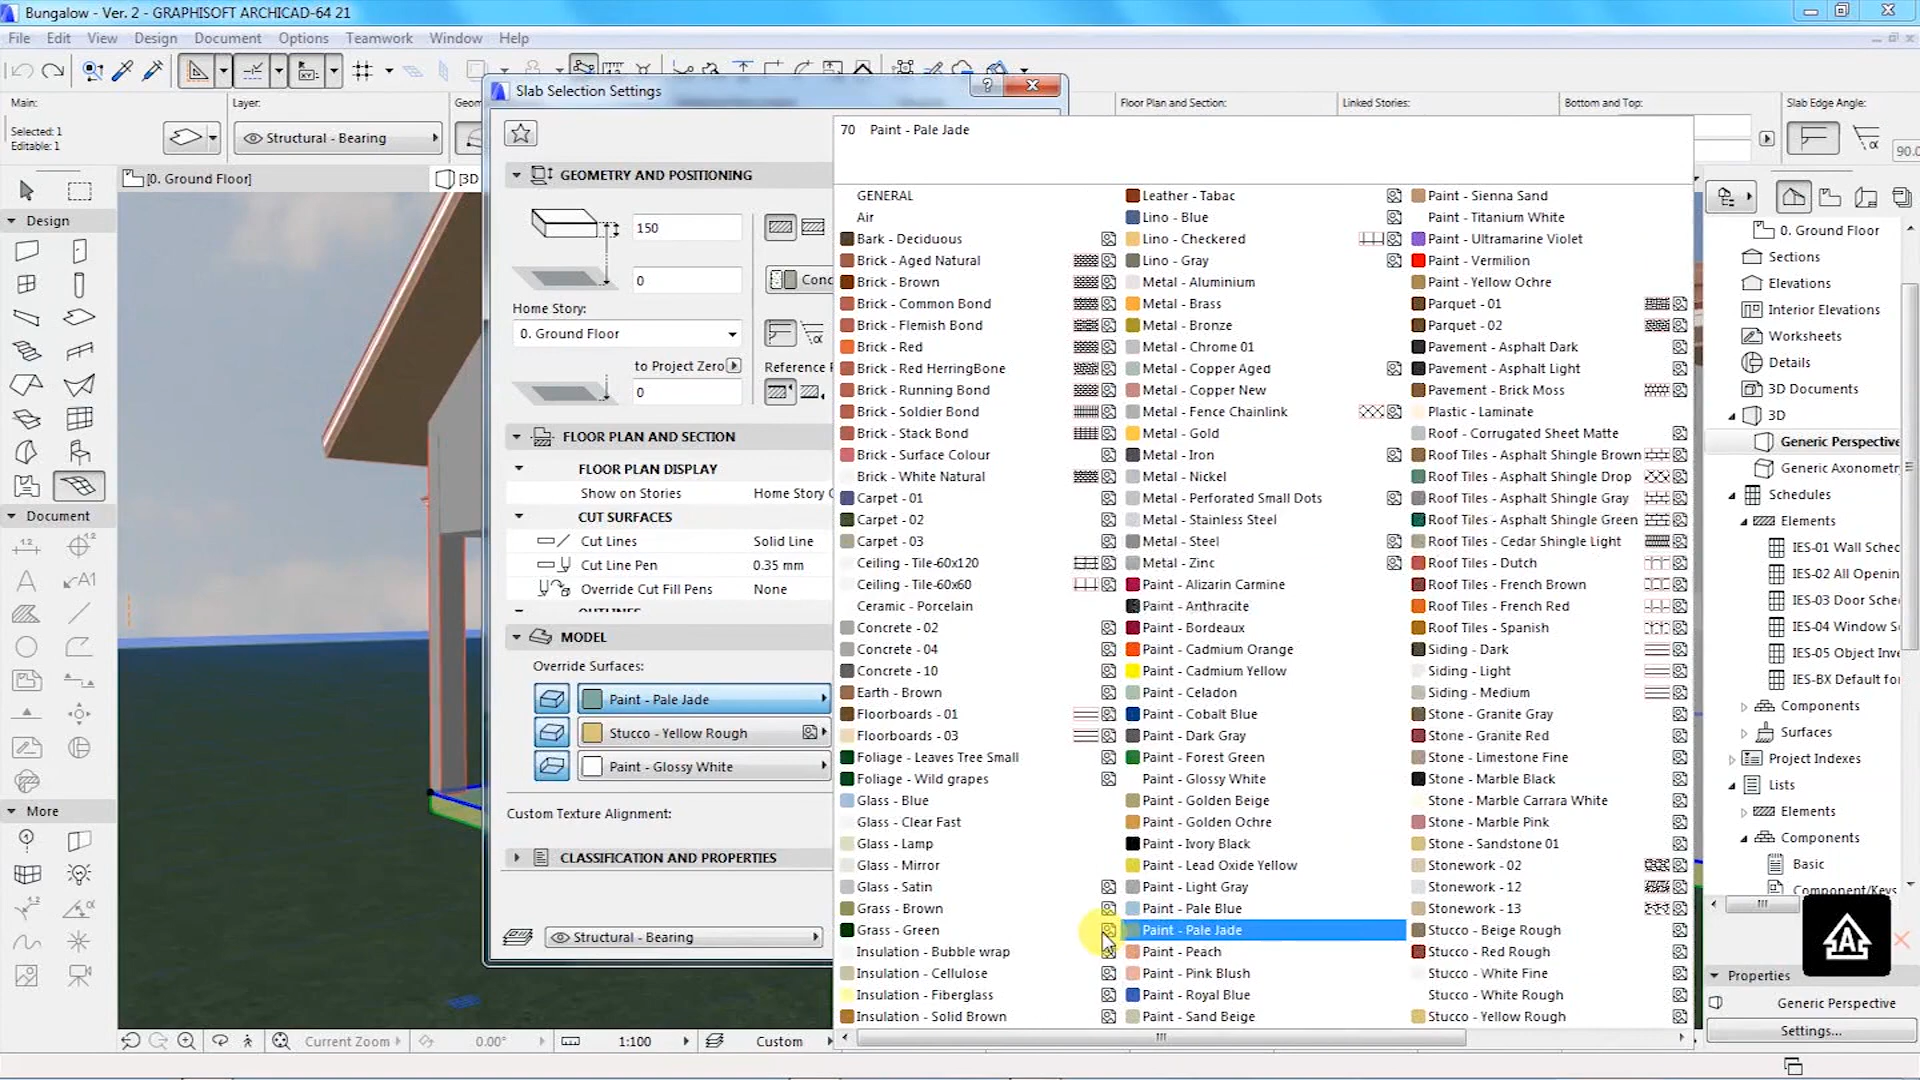 Bungalow - Ver. 2 - GRAPHISOFT ARCHICAD-64 21
File Edit View Design Document Options Teamwork Window Help
Slab Selection Settings
Main:
Selected: 1
Editable: 1
Layer:
Structural - Bearing
Floor Plan and Section:
Linked Stories:
Bottom and Top:
Slab Edge Angle:
[0. Ground Floor]
[3D
Design
Document
More
GEOMETRY AND POSITIONING
150
0
Conc
Home Story:
0. Ground Floor
to Project Zero
0
FLOOR PLAN AND SECTION
FLOOR PLAN DISPLAY
Show on Stories
CUT SURFACES
Cut Lines Solid Line
Cut Line Pen 0.35 mm
Override Cut Fill Pens None
MODEL
Override Surfaces:
Paint - Pale Jade
Stucco - Yellow Rough
Paint - Glossy White
Custom Texture Alignment:
CLASSIFICATION AND PROPERTIES
Structural - Bearing
70 Paint - Pale Jade
GENERAL
Air
Bark - Deciduous
Brick - Aged Natural
Brick - Brown
Brick - Common Bond
Brick - Flemish Bond
Brick - Red
Brick - Red HerringBone
Brick - Running Bond
Brick - Soldier Bond
Brick - Stack Bond
Brick - Surface Colour
Brick - White Natural
Carpet - 01
Carpet - 02
Carpet - 03
Ceiling - Tile-60x120
Ceiling - Tile-60x60
Ceramic - Porcelain
Concrete - 02
Concrete - 04
Concrete - 10
Earth - Brown
Floorboards - 01
Floorboards - 03
Foliage - Leaves Tree Small
Foliage - Wild grapes
Glass - Blue
Glass - Clear Fast
Glass - Lamp
Glass - Mirror
Glass - Satin
Grass - Brown
Grass - Green
Insulation - Bubble wrap
Insulation - Cellulose
Insulation - Fiberglass
Insulation - Solid Brown
Leather - Tabac
Lino - Blue
Lino - Checkered
Lino - Gray
Metal - Aluminium
Metal - Brass
Metal - Bronze
Metal - Chrome 01
Metal - Copper Aged
Metal - Copper New
Metal - Fence Chainlink
Metal - Gold
Metal - Iron
Metal - Nickel
Metal - Perforated Small Dots
Metal - Stainless Steel
Metal - Steel
Metal - Zinc
Paint - Alizarin Carmine
Paint - Anthracite
Paint - Bordeaux
Paint - Cadmium Orange
Paint - Cadmium Yellow
Paint - Celadon
Paint - Cobalt Blue
Paint - Dark Gray
Paint - Forest Green
Paint - Glossy White
Paint - Golden Beige
Paint - Golden Ochre
Paint - Ivory Black
Paint - Lead Oxide Yellow
Paint - Light Gray
Paint - Pale Blue
Paint - Pale Jade
Paint - Peach
Paint - Pink Blush
Paint - Royal Blue
Paint - Sand Beige
Paint - Sienna Sand
Paint - Titanium White
Paint - Ultramarine Violet
Paint - Vermilion
Paint - Yellow Ochre
Parquet - 01
Parquet - 02
Pavement - Asphalt Dark
Pavement - Asphalt Light
Pavement - Brick Moss
Plastic - Laminate
Roof - Corrugated Sheet Matte
Roof Tiles - Asphalt Shingle Brown
Roof Tiles - Asphalt Shingle Drop
Roof Tiles - Asphalt Shingle Gray
Roof Tiles - Asphalt Shingle Green
Roof Tiles - Cedar Shingle Light
Roof Tiles - Dutch
Roof Tiles - French Brown
Roof Tiles - French Red
Roof Tiles - Spanish
Siding - Dark
Siding - Light
Siding - Medium
Stone - Granite Gray
Stone - Granite Red
Stone - Limestone Fine
Stone - Marble Black
Stone - Marble Carrara White
Stone - Marble Pink
Stone - Sandstone 01
Stonework - 02
Stonework - 12
Stonework - 13
Stucco - Beige Rough
Stucco - Red Rough
Stucco - White Fine
Stucco - White Rough
Stucco - Yellow Rough
0. Ground Floor
Sections
Elevations
Interior Elevations
Worksheets
Details
3D Documents
3D
Generic Perspective
Generic Axonometr
Schedules
Elements
IES-01 Wall Sche
IES-02 All Openin
IES-03 Door Sche
IES-04 Window S
IES-05 Object Inve
IES-BX Default fo
Components
Surfaces
Project Indexes
Lists
Elements
Components
Basic
Properties
Generic Perspective
Settings...
Current Zoom
0.00°
1:100
Custom